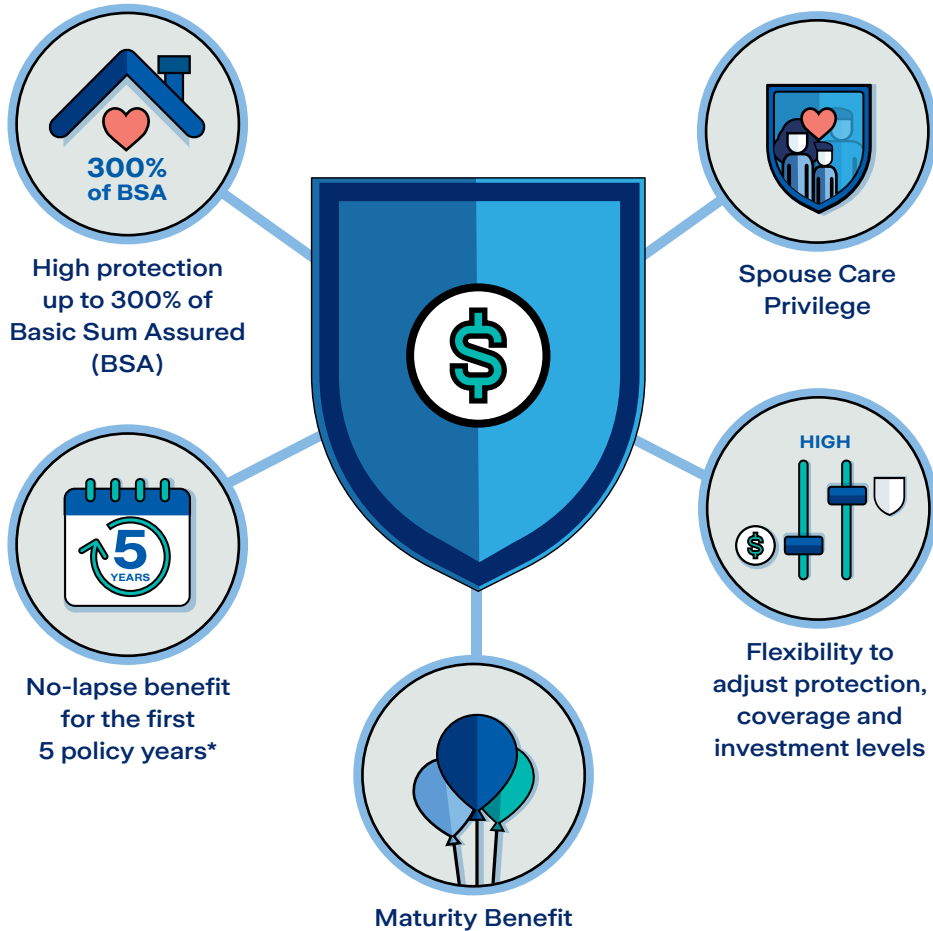 300%
of BSA
High protection
up to 300% of
Basic Sum Assured
(BSA)
Spouse Care
Privilege
$
5
YEARS
No-lapse benefit
for the first
5 policy years*
HIGH
$
Flexibility to
adjust protection,
coverage and
investment levels
Maturity Benefit